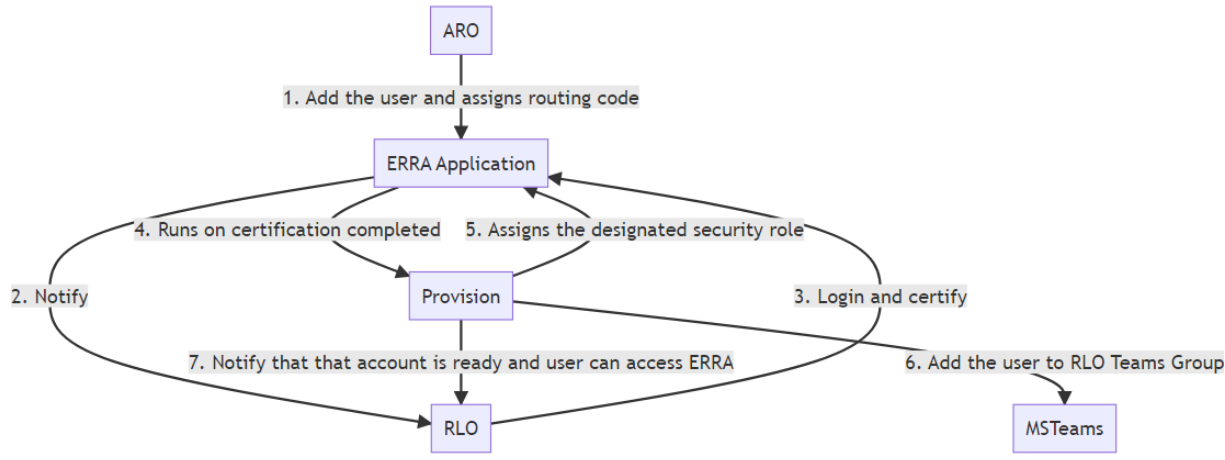 ARO
1. Add the user and assigns routing code
ERRA Application
4. Runs on certification completed
5. Assigns the designated security role
2. Notify
Provision
3. Login and certify
7. Notify that that account is ready and user can access ERRA
6. Add the user to RLO Teams Group
RLO
MSTeams